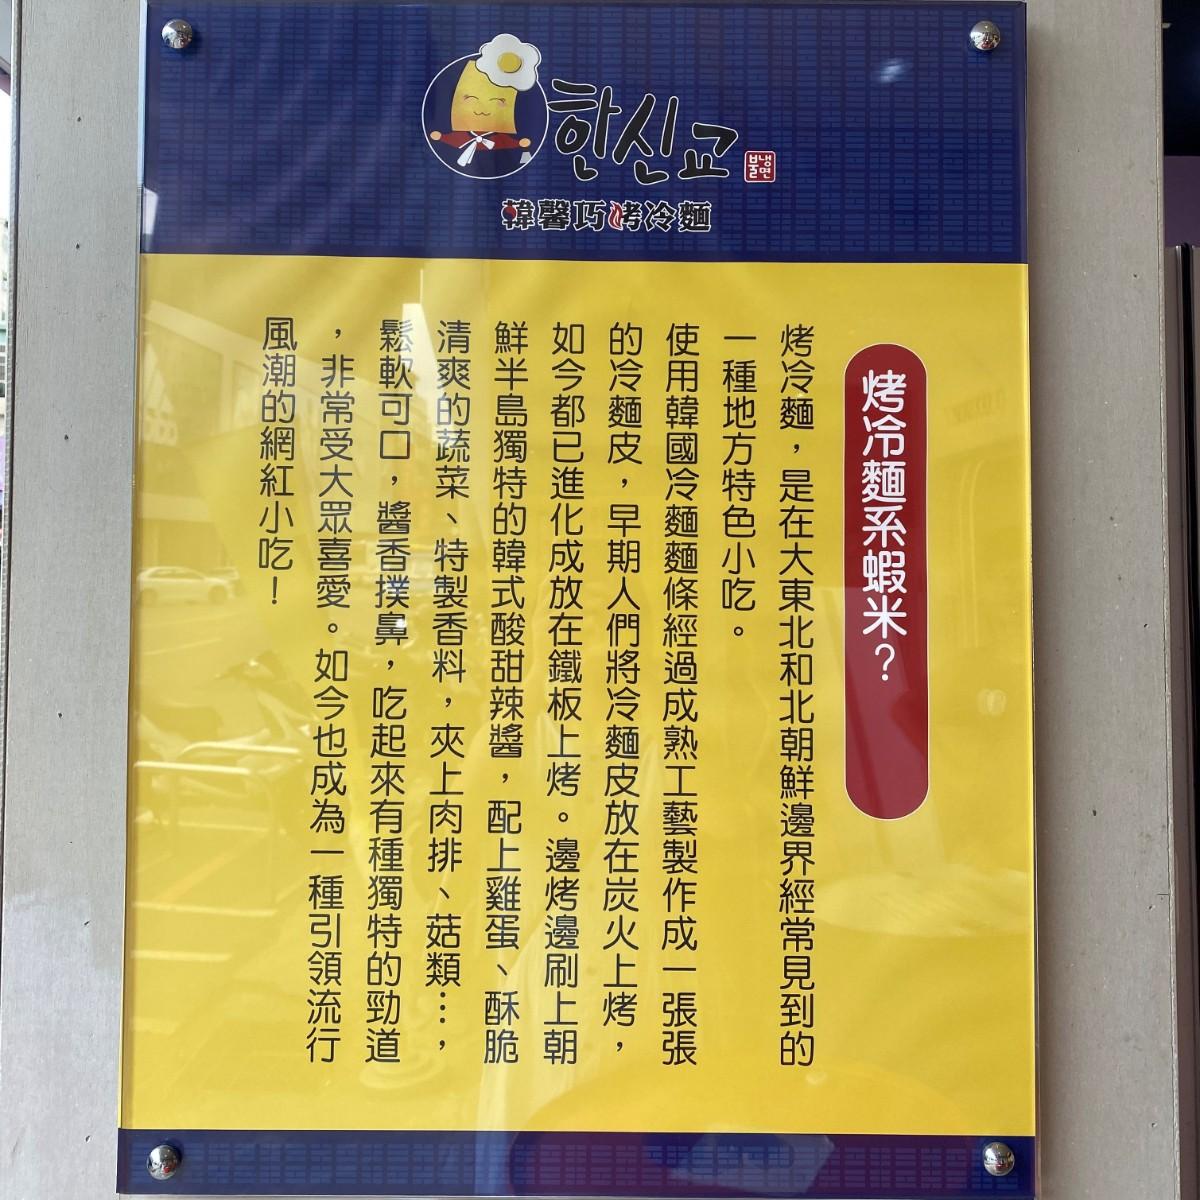 한신교
불냉면
韓馨巧烤冷麵
烤冷麵系蝦米?
烤冷麵，是在大東北和北朝鮮邊界經常見到的
一種地方特色小吃。
使用韓國冷麵麵條經過成熟工藝製作成一張張
的冷麵皮，早期人們將冷麵皮放在炭火上烤，
如今都已進化成放在鐵板上烤。邊烤邊刷上朝
鮮半島獨特的韓式酸甜辣醬，配上雞蛋、酥脆
清爽的蔬菜、特製香料，夾上肉排、菇類⋯，
鬆軟可口，醬香撲鼻，吃起來有種獨特的勁道
，非常受大眾喜愛。如今也成為一種引領流行
風潮的網紅小吃！